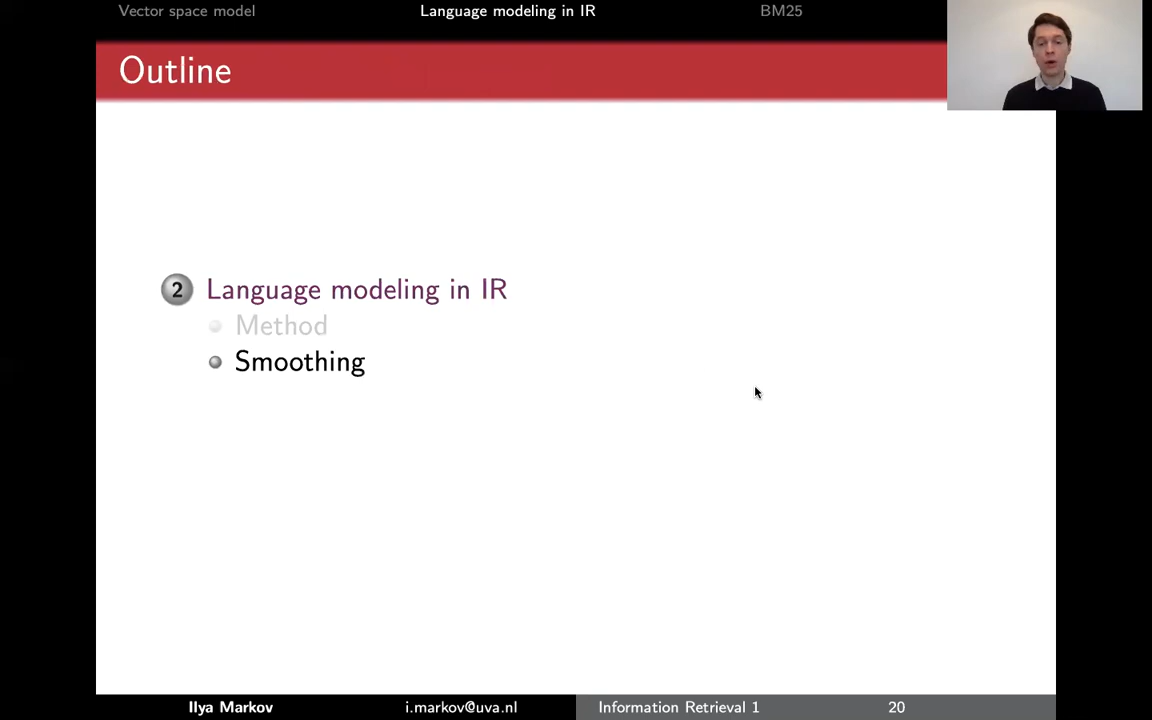 Vector space model Language modeling in IR BM25
Outline
2 Language modeling in IR
Method
Smoothing
Ilya Markov i.markov@uva.nl Information Retrieval 1 20